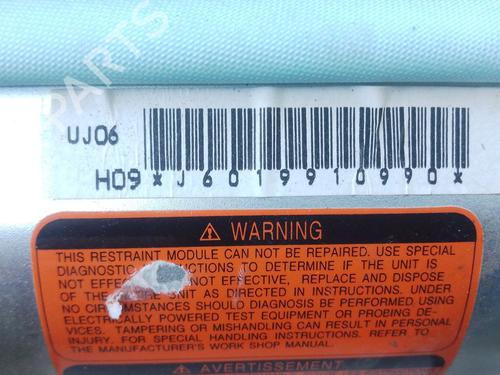 PARTS
UJ06
H09 *J6019910990*
⚠ WARNING
THIS RESTRAINT MODULE CAN NOT BE REPAIRED. USE SPECIAL
DIAGNOSTIC INSTRUCTIONS TO DETERMINE IF THE UNIT IS
NOT EFFECTIVE. IF NOT EFFECTIVE, REPLACE AND DISPOSE
OF THE ENTIRE UNIT AS DIRECTED IN INSTRUCTIONS. UNDER
NO CIRCUMSTANCES SHOULD DIAGNOSIS BE PERFORMED USING
ELECTRICALLY POWERED TEST EQUIPMENT OR PROBING DE-
VICES. TAMPERING OR MISHANDLING CAN RESULT IN PERSONAL
INJURY. FOR SPECIAL HANDLING INSTRUCTIONS. REFER TO
THE MANUFACTURER'S WORK SHOP MANUAL.
⚠ AVERTISSEMENT